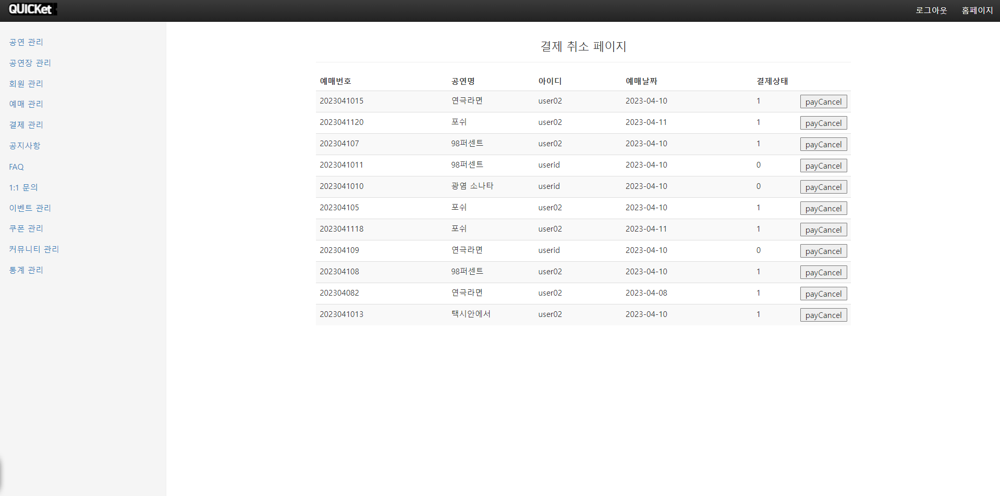 QUICKet
로그아웃 홈페이지
공연 관리
공연장 관리
회원 관리
예매 관리
결제 관리
공지사항
FAQ
1:1 문의
이벤트 관리
쿠폰 관리
커뮤니티 관리
통계 관리
결제 취소 페이지
예매번호 공연명 아이디 예매날짜 결제상태
2023041015 연극라면 user02 2023-04-10 1 payCancel
2023041120 포쉬 user02 2023-04-11 1 payCancel
202304107 98퍼센트 user02 2023-04-10 1 payCancel
2023041011 98퍼센트 userid 2023-04-10 0 payCancel
2023041010 광염 소나타 userid 2023-04-10 0 payCancel
202304105 포쉬 user02 2023-04-10 1 payCancel
2023041118 포쉬 user02 2023-04-11 1 payCancel
202304109 연극라면 userid 2023-04-10 0 payCancel
202304108 98퍼센트 user02 2023-04-10 1 payCancel
202304082 연극라면 user02 2023-04-08 1 payCancel
2023041013 택시안에서 user02 2023-04-10 1 payCancel